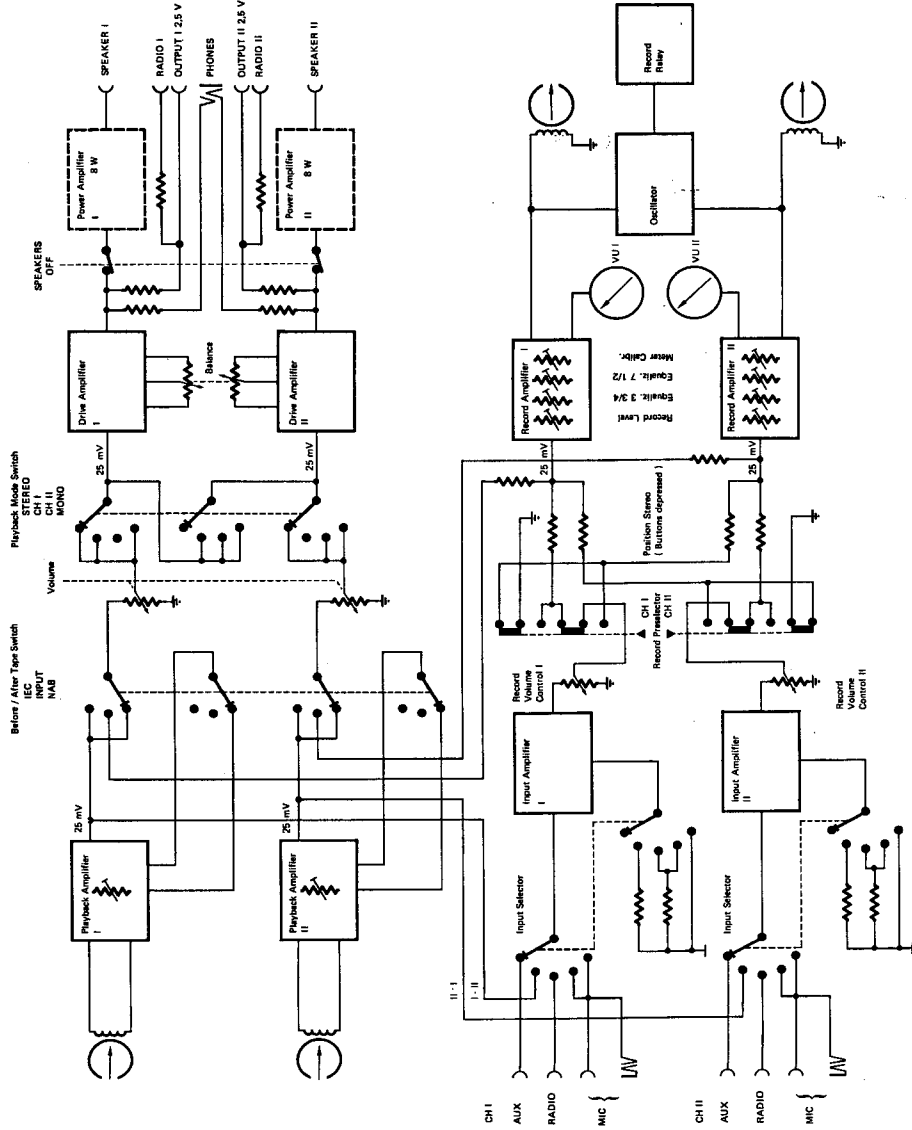 Before / After Tape Switch
IEC
INPUT
NAB
Playback Mode Switch
STEREO
CH I
CH II
MONO
Volume
SPEAKERS
OFF
Playback Amplifier
I
25 mV
25 mV
Drive Amplifier
I
Power Amplifier
8 W
I
SPEAKER I
RADIO I
OUTPUT I 2,5 V
PHONES
OUTPUT II 2,5 V
RADIO II
SPEAKER II
Balance
Playback Amplifier
II
25 mV
25 mV
Drive Amplifier
II
Power Amplifier
8 W
II
II - I
I - II
CH I
AUX
RADIO
MIC
Input Selector
Input Amplifier
I
Record
Volume
Control I
CH I
Record Preselector
CH II
Position Stereo
( Buttons depressed )
25 mV
Record Amplifier
I
Record Level
Equaliz. 3 3/4
Equaliz. 7 1/2
Meter Calibr.
VU I
VU II
Oscillator
Record
Relay
CH II
AUX
RADIO
MIC
Input Selector
Input Amplifier
II
Record
Volume
Control II
25 mV
Record Amplifier
II